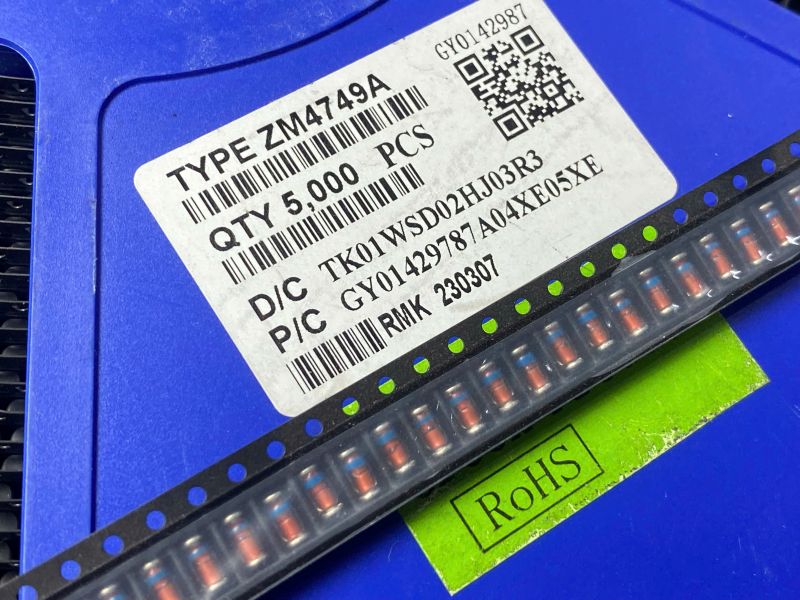 GY0142987
TYPE ZM4749A
QTY 5,000 PCS
D/C TK01WSD02HJ03R3
P/C GY01429787A04XE05XE
RMK 230307
RoHS